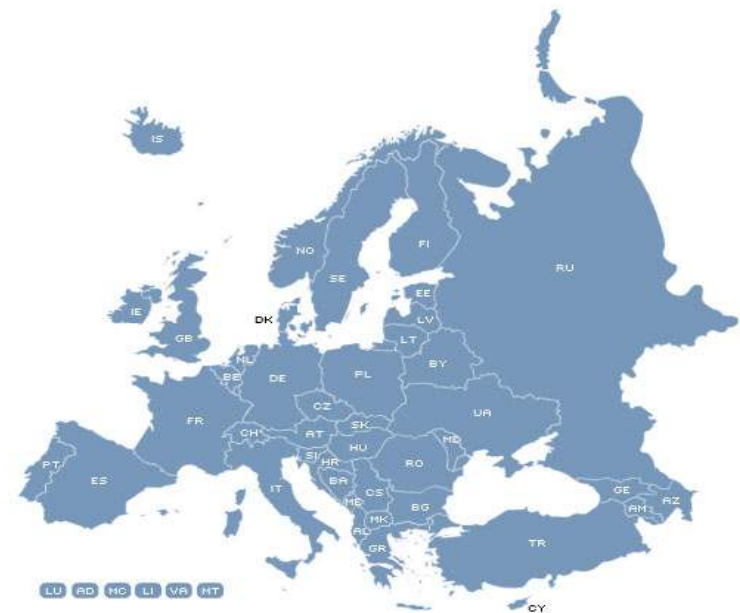 IS
NO
FI
SE
RU
EE
IE
DK
LV
GB
LT
NL
BY
BE
DE
PL
CZ
UA
FR
SK
CH
AT
MD
HU
SI
HR
RO
PT
ES
IT
BA
CS
GE
AZ
ME
BG
AM
MK
AL
GR
TR
LU AD MC LI VA MT
CY